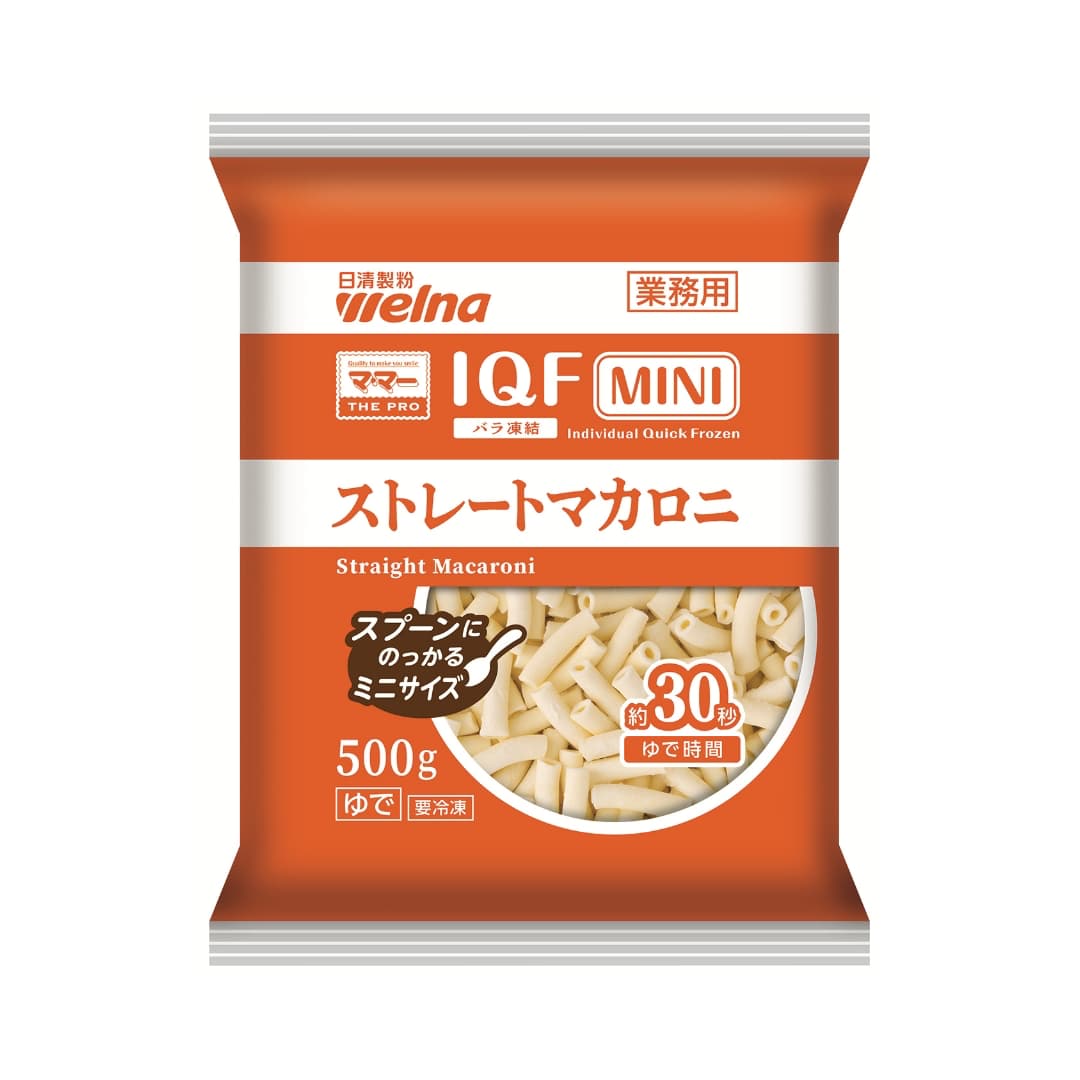 日清製粉
welna
業務用
Quality to make you smile
マ・マー
THE PRO
IQF
MINI
バラ凍結
Individual Quick Frozen
ストレートマカロニ
Straight Macaroni
スプーンに
のっかる
ミニサイズ
約30秒
ゆで時間
500g
ゆで
要冷凍